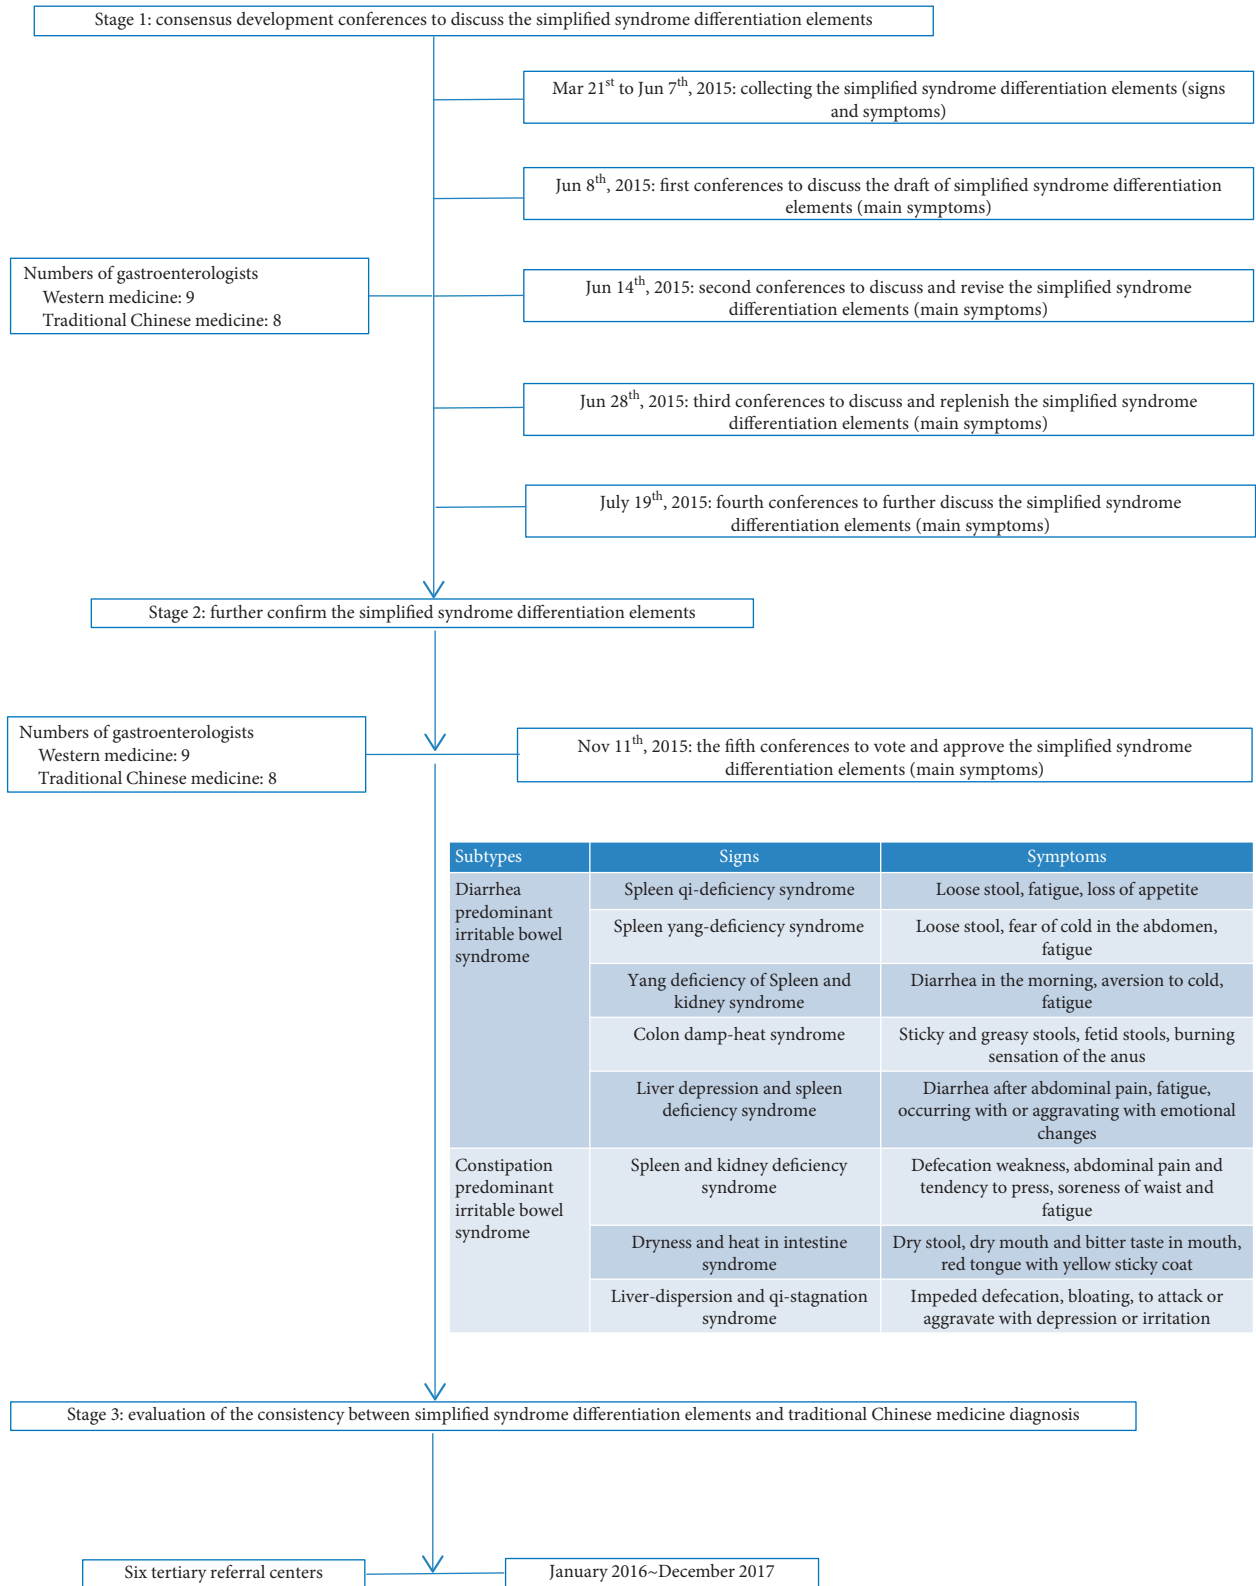 Stage 1: consensus development conferences to discuss the simplified syndrome differentiation elements
Mar 21st to Jun 7th, 2015: collecting the simplified syndrome differentiation elements (signs
and symptoms)
Jun 8th, 2015: first conferences to discuss the draft of simplified syndrome differentiation
elements (main symptoms)
Numbers of gastroenterologists
Western medicine: 9
Traditional Chinese medicine: 8
Jun 14th, 2015: second conferences to discuss and revise the simplified syndrome
differentiation elements (main symptoms)
Jun 28th, 2015: third conferences to discuss and replenish the simplified syndrome
differentiation elements (main symptoms)
July 19th, 2015: fourth conferences to further discuss the simplified syndrome
differentiation elements (main symptoms)
Stage 2: further confirm the simplified syndrome differentiation elements
Numbers of gastroenterologists
Western medicine: 9
Traditional Chinese medicine: 8
Nov 11th, 2015: the fifth conferences to vote and approve the simplified syndrome
differentiation elements (main symptoms)
Subtypes Signs Symptoms
Diarrhea
predominant
irritable bowel
syndrome
Spleen qi-deficiency syndrome
Loose stool, fatigue, loss of appetite
Spleen yang-deficiency syndrome
Loose stool, fear of cold in the abdomen,
fatigue
Yang deficiency of Spleen and
kidney syndrome
Diarrhea in the morning, aversion to cold,
fatigue
Colon damp-heat syndrome
Sticky and greasy stools, fetid stools, burning
sensation of the anus
Liver depression and spleen
deficiency syndrome
Diarrhea after abdominal pain, fatigue,
occurring with or aggravating with emotional
changes
Constipation
predominant
irritable bowel
syndrome
Spleen and kidney deficiency
syndrome
Defecation weakness, abdominal pain and
tendency to press, soreness of waist and
fatigue
Dryness and heat in intestine
syndrome
Dry stool, dry mouth and bitter taste in mouth,
red tongue with yellow sticky coat
Liver-dispersion and qi-stagnation
syndrome
Impeded defecation, bloating, to attack or
aggravate with depression or irritation
Stage 3: evaluation of the consistency between simplified syndrome differentiation elements and traditional Chinese medicine diagnosis
Six tertiary referral centers
January 2016~December 2017